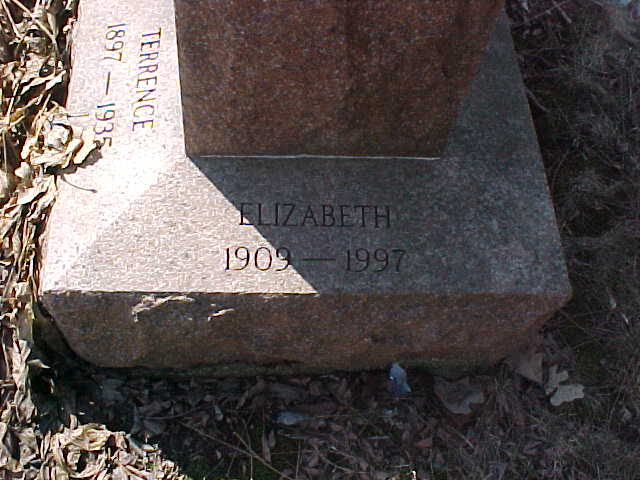 TERRENCE
1897 — 1935
ELIZABETH
1909 — 1997